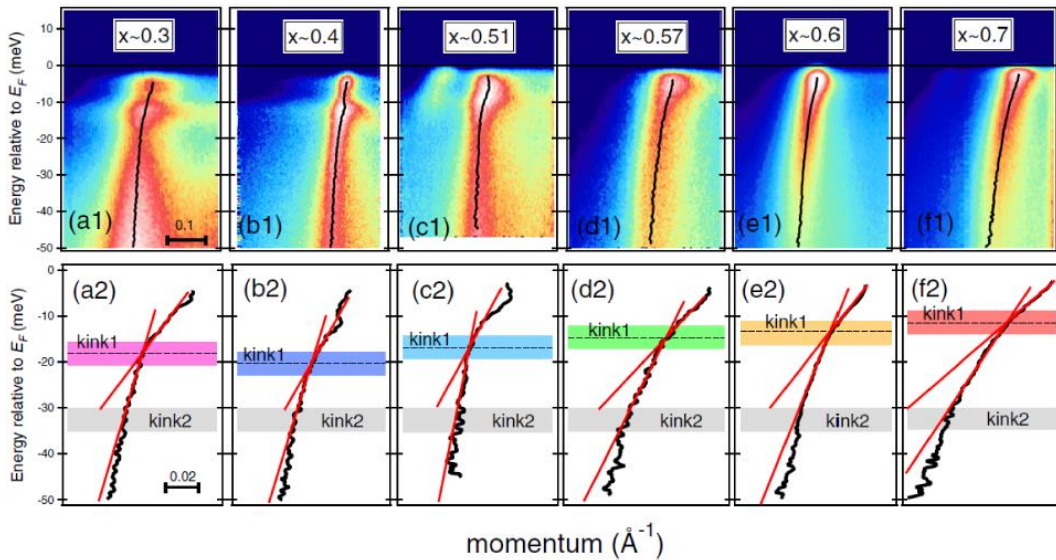 x~0.3
x~0.4
x~0.51
x~0.57
x~0.6
x~0.7
Energy relative to E_F (meV)
10
0
-10
-20
-30
-40
-50
(a1)
(b1)
(c1)
(d1)
(e1)
(f1)
0.1
Energy relative to E_F (meV)
0
-10
-20
-30
-40
-50
(a2)
(b2)
(c2)
(d2)
(e2)
(f2)
kink1
kink1
kink1
kink1
kink1
kink1
kink2
kink2
kink2
kink2
kink2
kink2
0.02
momentum (Å⁻¹)